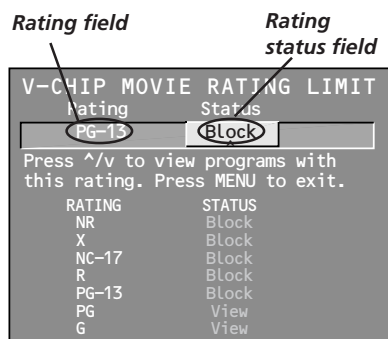 Rating field
Rating
status field
V-CHIP MOVIE RATING LIMIT
Rating Status
PG-13 Block
Press ^/v to view programs with
this rating. Press MENU to exit.
RATING STATUS
NR Block
X Block
NC-17 Block
R Block
PG-13 Block
PG View
G View